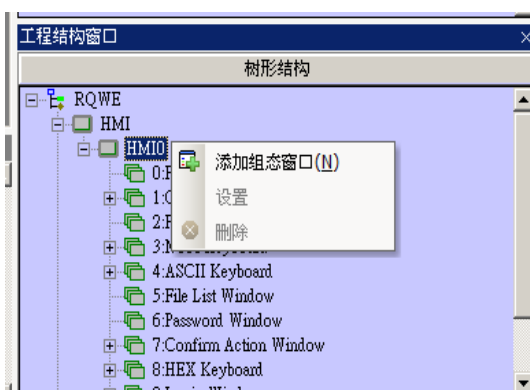 工程结构窗口
树形结构
RQWE
HMI
HMI0
添加组态窗口(N)
设置
删除
0:F
1:C
2:F
3:
4:ASCII Keyboard
5:File List Window
6:Password Window
7:Confirm Action Window
8:HEX Keyboard